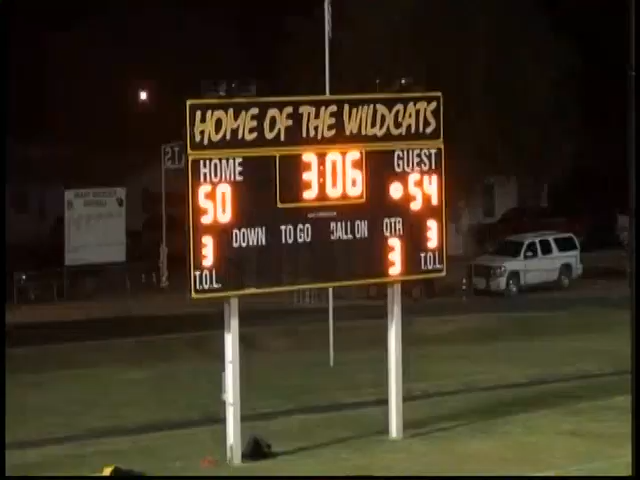 HOME OF THE WILDCATS
HOME 3:06 GUEST
50 54
DOWN TO GO BALL ON QTR
3 3 3
T.O.L. T.O.L.